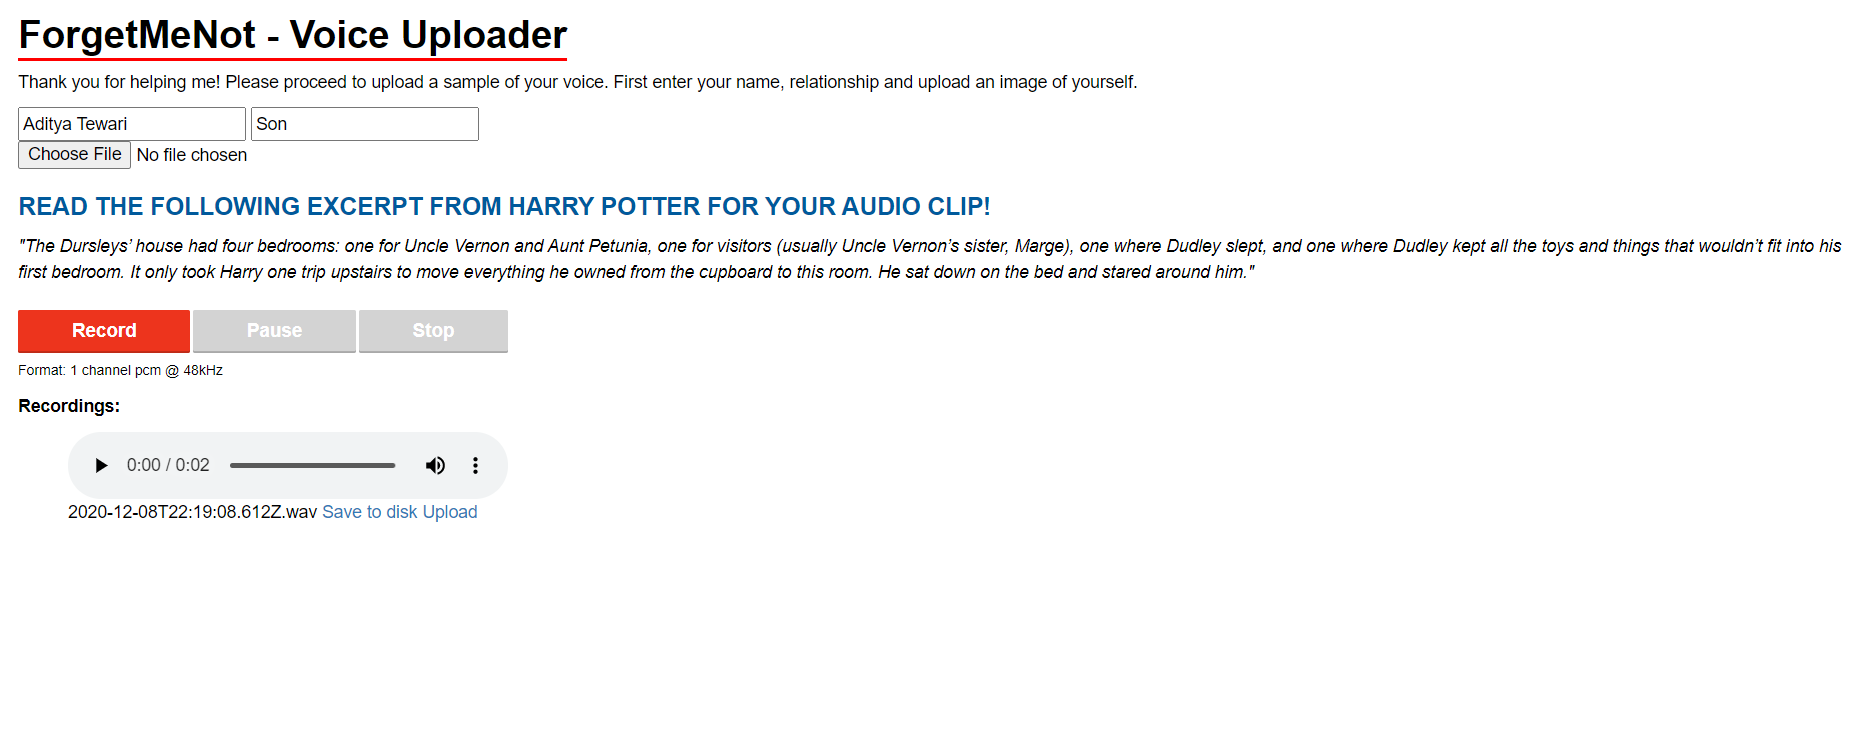 ForgetMeNot - Voice Uploader
Thank you for helping me! Please proceed to upload a sample of your voice. First enter your name, relationship and upload an image of yourself.
Aditya Tewari Son
Choose File No file chosen
READ THE FOLLOWING EXCERPT FROM HARRY POTTER FOR YOUR AUDIO CLIP!
"The Dursleys’ house had four bedrooms: one for Uncle Vernon and Aunt Petunia, one for visitors (usually Uncle Vernon’s sister, Marge), one where Dudley slept, and one where Dudley kept all the toys and things that wouldn’t fit into his
first bedroom. It only took Harry one trip upstairs to move everything he owned from the cupboard to this room. He sat down on the bed and stared around him."
Record Pause Stop
Format: 1 channel pcm @ 48kHz
Recordings:
0:00 / 0:02
2020-12-08T22:19:08.612Z.wav Save to disk Upload